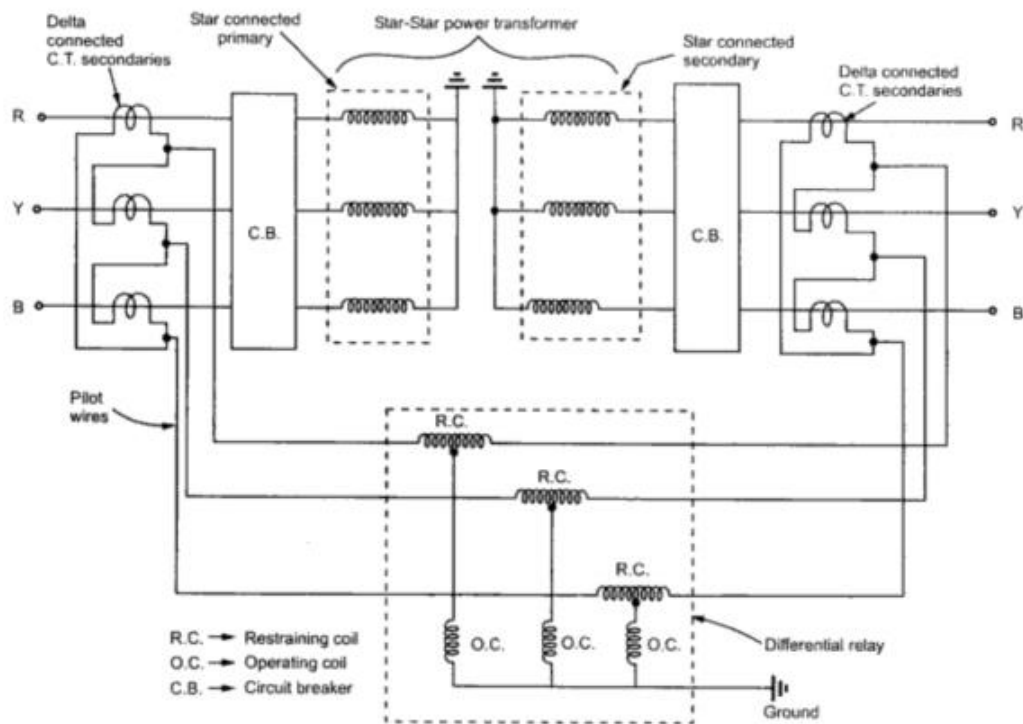 Delta
connected
C.T. secondaries
Star connected
primary
Star-Star power transformer
Star connected
secondary
Delta connected
C.T. secondaries
R
R
Y
Y
C.B.
C.B.
B
B
Pilot
wires
R.C.
R.C.
R.C.
O.C.
O.C.
O.C.
Differential relay
R.C. → Restraining coil
O.C. → Operating coil
C.B. → Circuit breaker
Ground